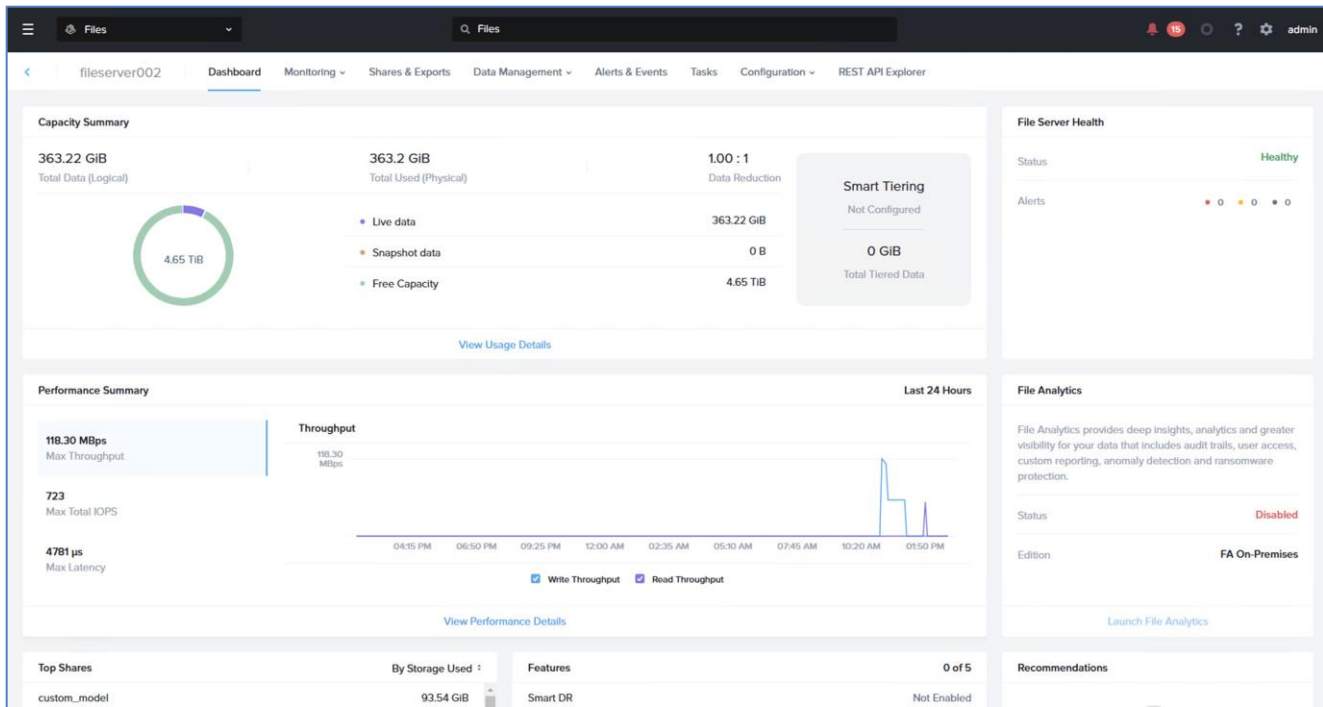 Files
Files
15
?
admin
fileserver002
Dashboard
Monitoring
Shares & Exports
Data Management
Alerts & Events
Tasks
Configuration
REST API Explorer
Capacity Summary
363.22 GiB
Total Data (Logical)
363.2 GiB
Total Used (Physical)
1.00 : 1
Data Reduction
4.65 TiB
Live data
363.22 GiB
Snapshot data
0 B
Free Capacity
4.65 TiB
Smart Tiering
Not Configured
0 GiB
Total Tiered Data
View Usage Details
File Server Health
Status
Healthy
Alerts
0 0 0
Performance Summary
Last 24 Hours
118.30 MBps
Max Throughput
723
Max Total IOPS
4781 µs
Max Latency
Throughput
118.30
MBps
04:15 PM 06:50 PM 09:25 PM 12:00 AM 02:35 AM 05:10 AM 07:45 AM 10:20 AM 01:50 PM
Write Throughput
Read Throughput
View Performance Details
File Analytics
File Analytics provides deep insights, analytics and greater
visibility for your data that includes audit trails, user access,
custom reporting, anomaly detection and ransomware
protection.
Status
Disabled
Edition
FA On-Premises
Launch File Analytics
Top Shares
By Storage Used
custom_model
93.54 GiB
Features
0 of 5
Smart DR
Not Enabled
Recommendations